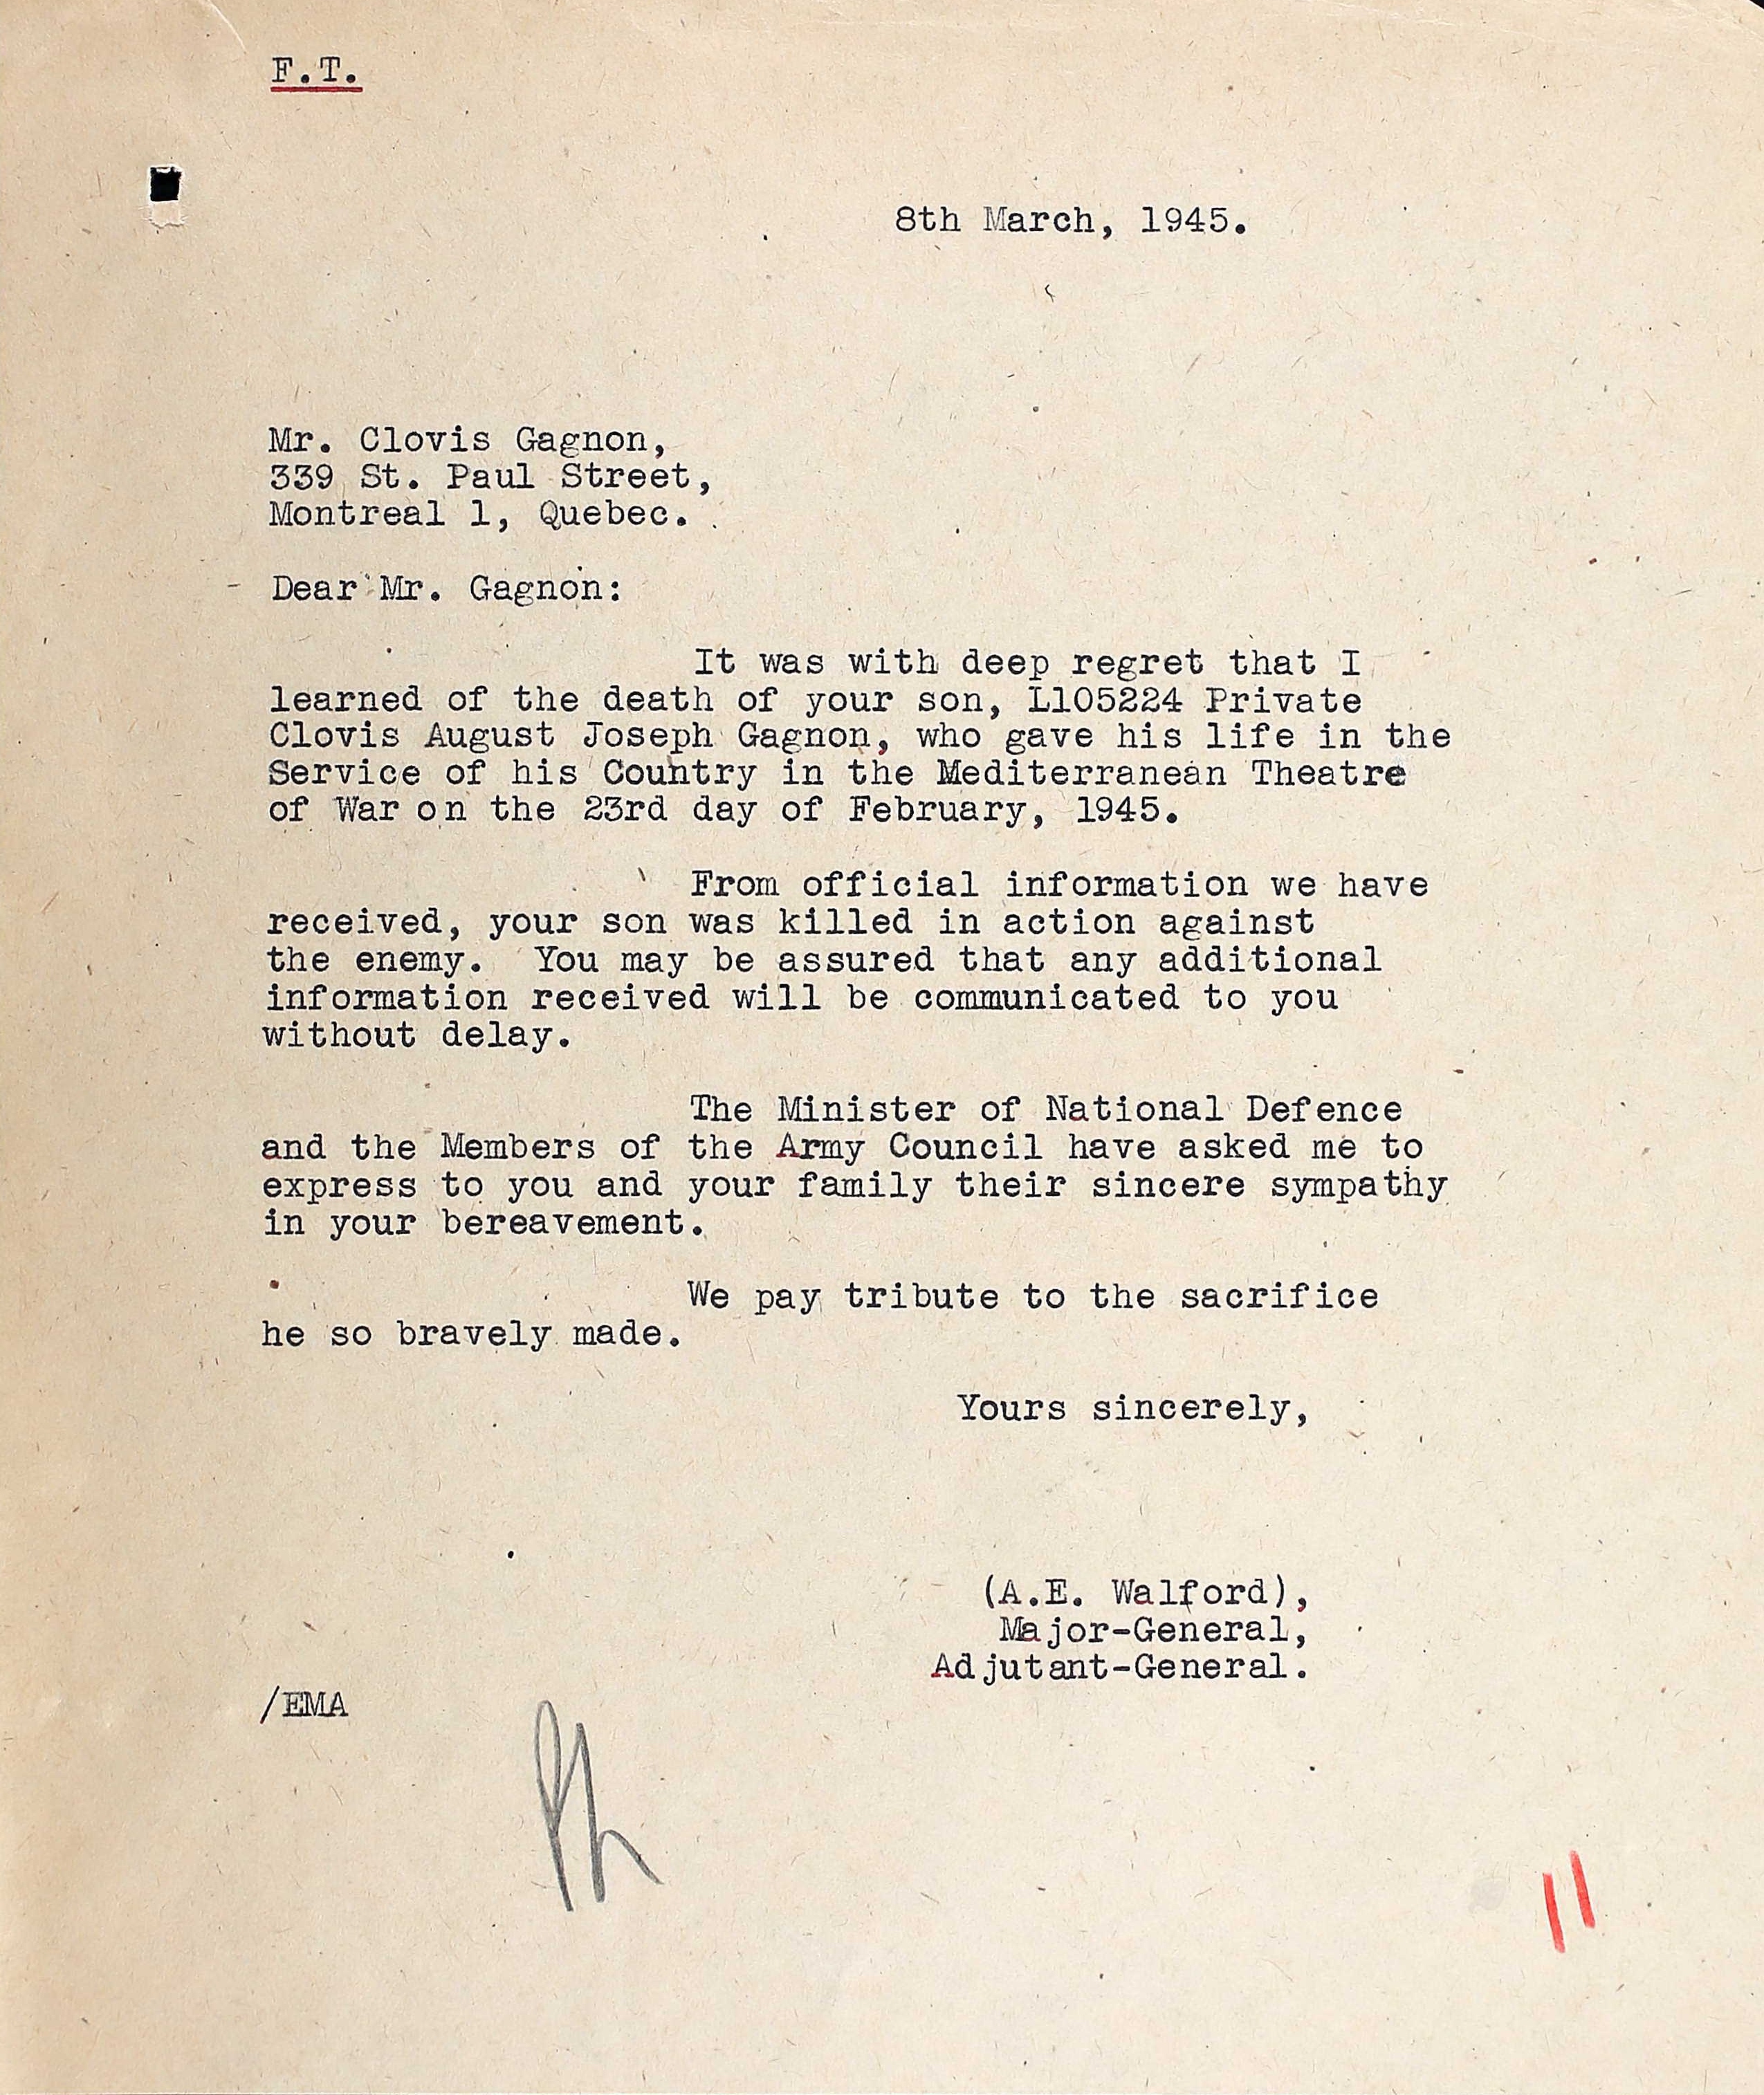 F.T.
8th March, 1945.
Mr. Clovis Gagnon,
339 St. Paul Street,
Montreal 1, Quebec.
Dear Mr. Gagnon:
It was with deep regret that I
learned of the death of your son, L105224 Private
Clovis August Joseph Gagnon, who gave his life in the
Service of his Country in the Mediterranean Theatre
of War on the 23rd day of February, 1945.
From official information we have
received, your son was killed in action against
the enemy. You may be assured that any additional
information received will be communicated to you
without delay.
The Minister of National Defence
and the Members of the Army Council have asked me to
express to you and your family their sincere sympathy
in your bereavement.
We pay tribute to the sacrifice
he so bravely made.
Yours sincerely,
(A.E. Walford),
Major-General,
Adjutant-General.
/EMA
11